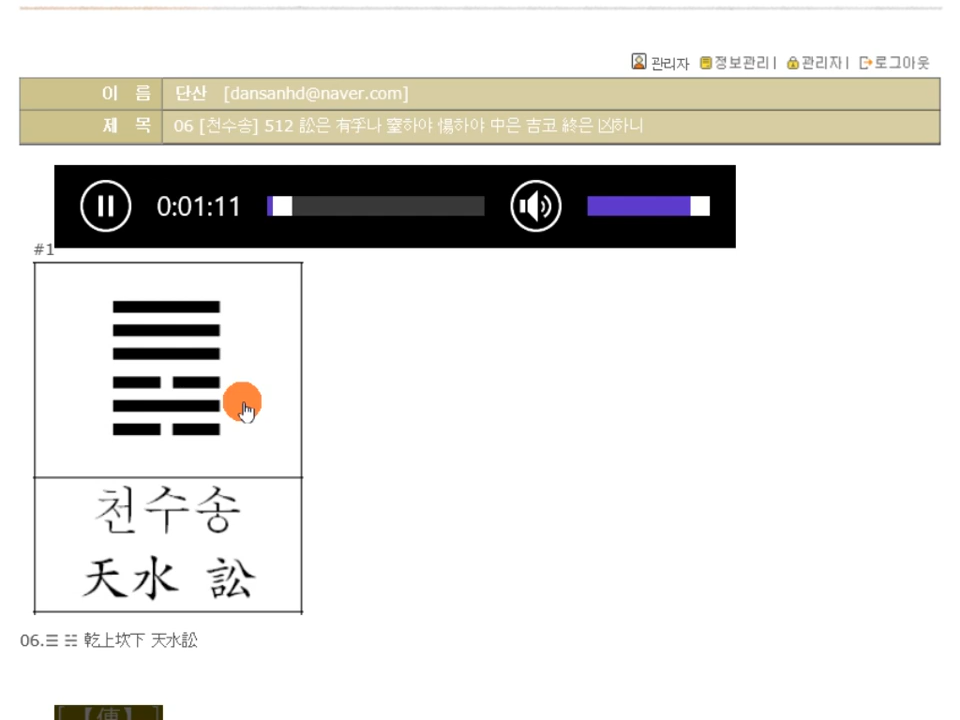 관리자 정보관리| 관리자| 로그아웃
이 름 단산 [dansanhd@naver.com]
제 목 06 [천수송] 512 訟은 有孚나 窒하야 惕하야 中은 吉코 終은 凶하니
0:01:11
#1
천수송
天水 訟
06.☰ ☵ 乾上坎下 天水訟
[ 【傳】 ]